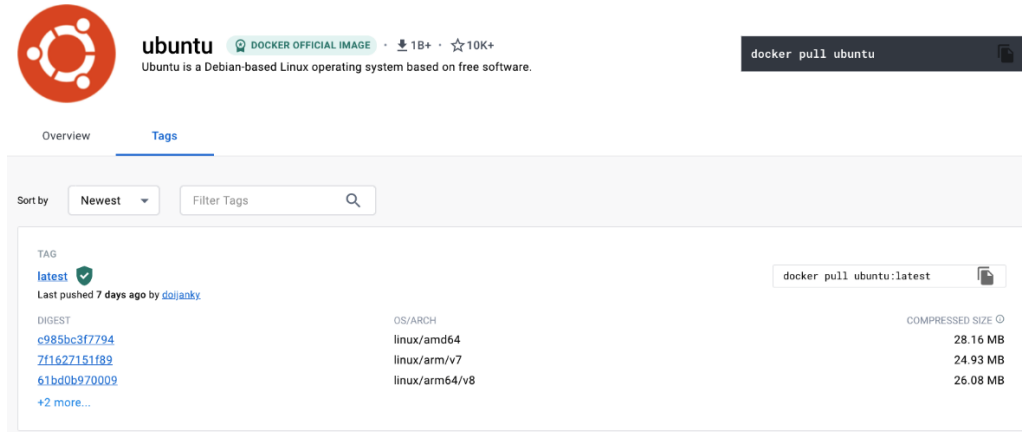 ubuntu DOCKER OFFICIAL IMAGE · 1B+ · 10K+
Ubuntu is a Debian-based Linux operating system based on free software.
docker pull ubuntu
Overview Tags
Sort by Newest Filter Tags
TAG
latest
Last pushed 7 days ago by doijanky
docker pull ubuntu:latest
DIGEST OS/ARCH COMPRESSED SIZE
c985bc3f7794 linux/amd64 28.16 MB
7f1627151f89 linux/arm/v7 24.93 MB
61bd0b970009 linux/arm64/v8 26.08 MB
+2 more...